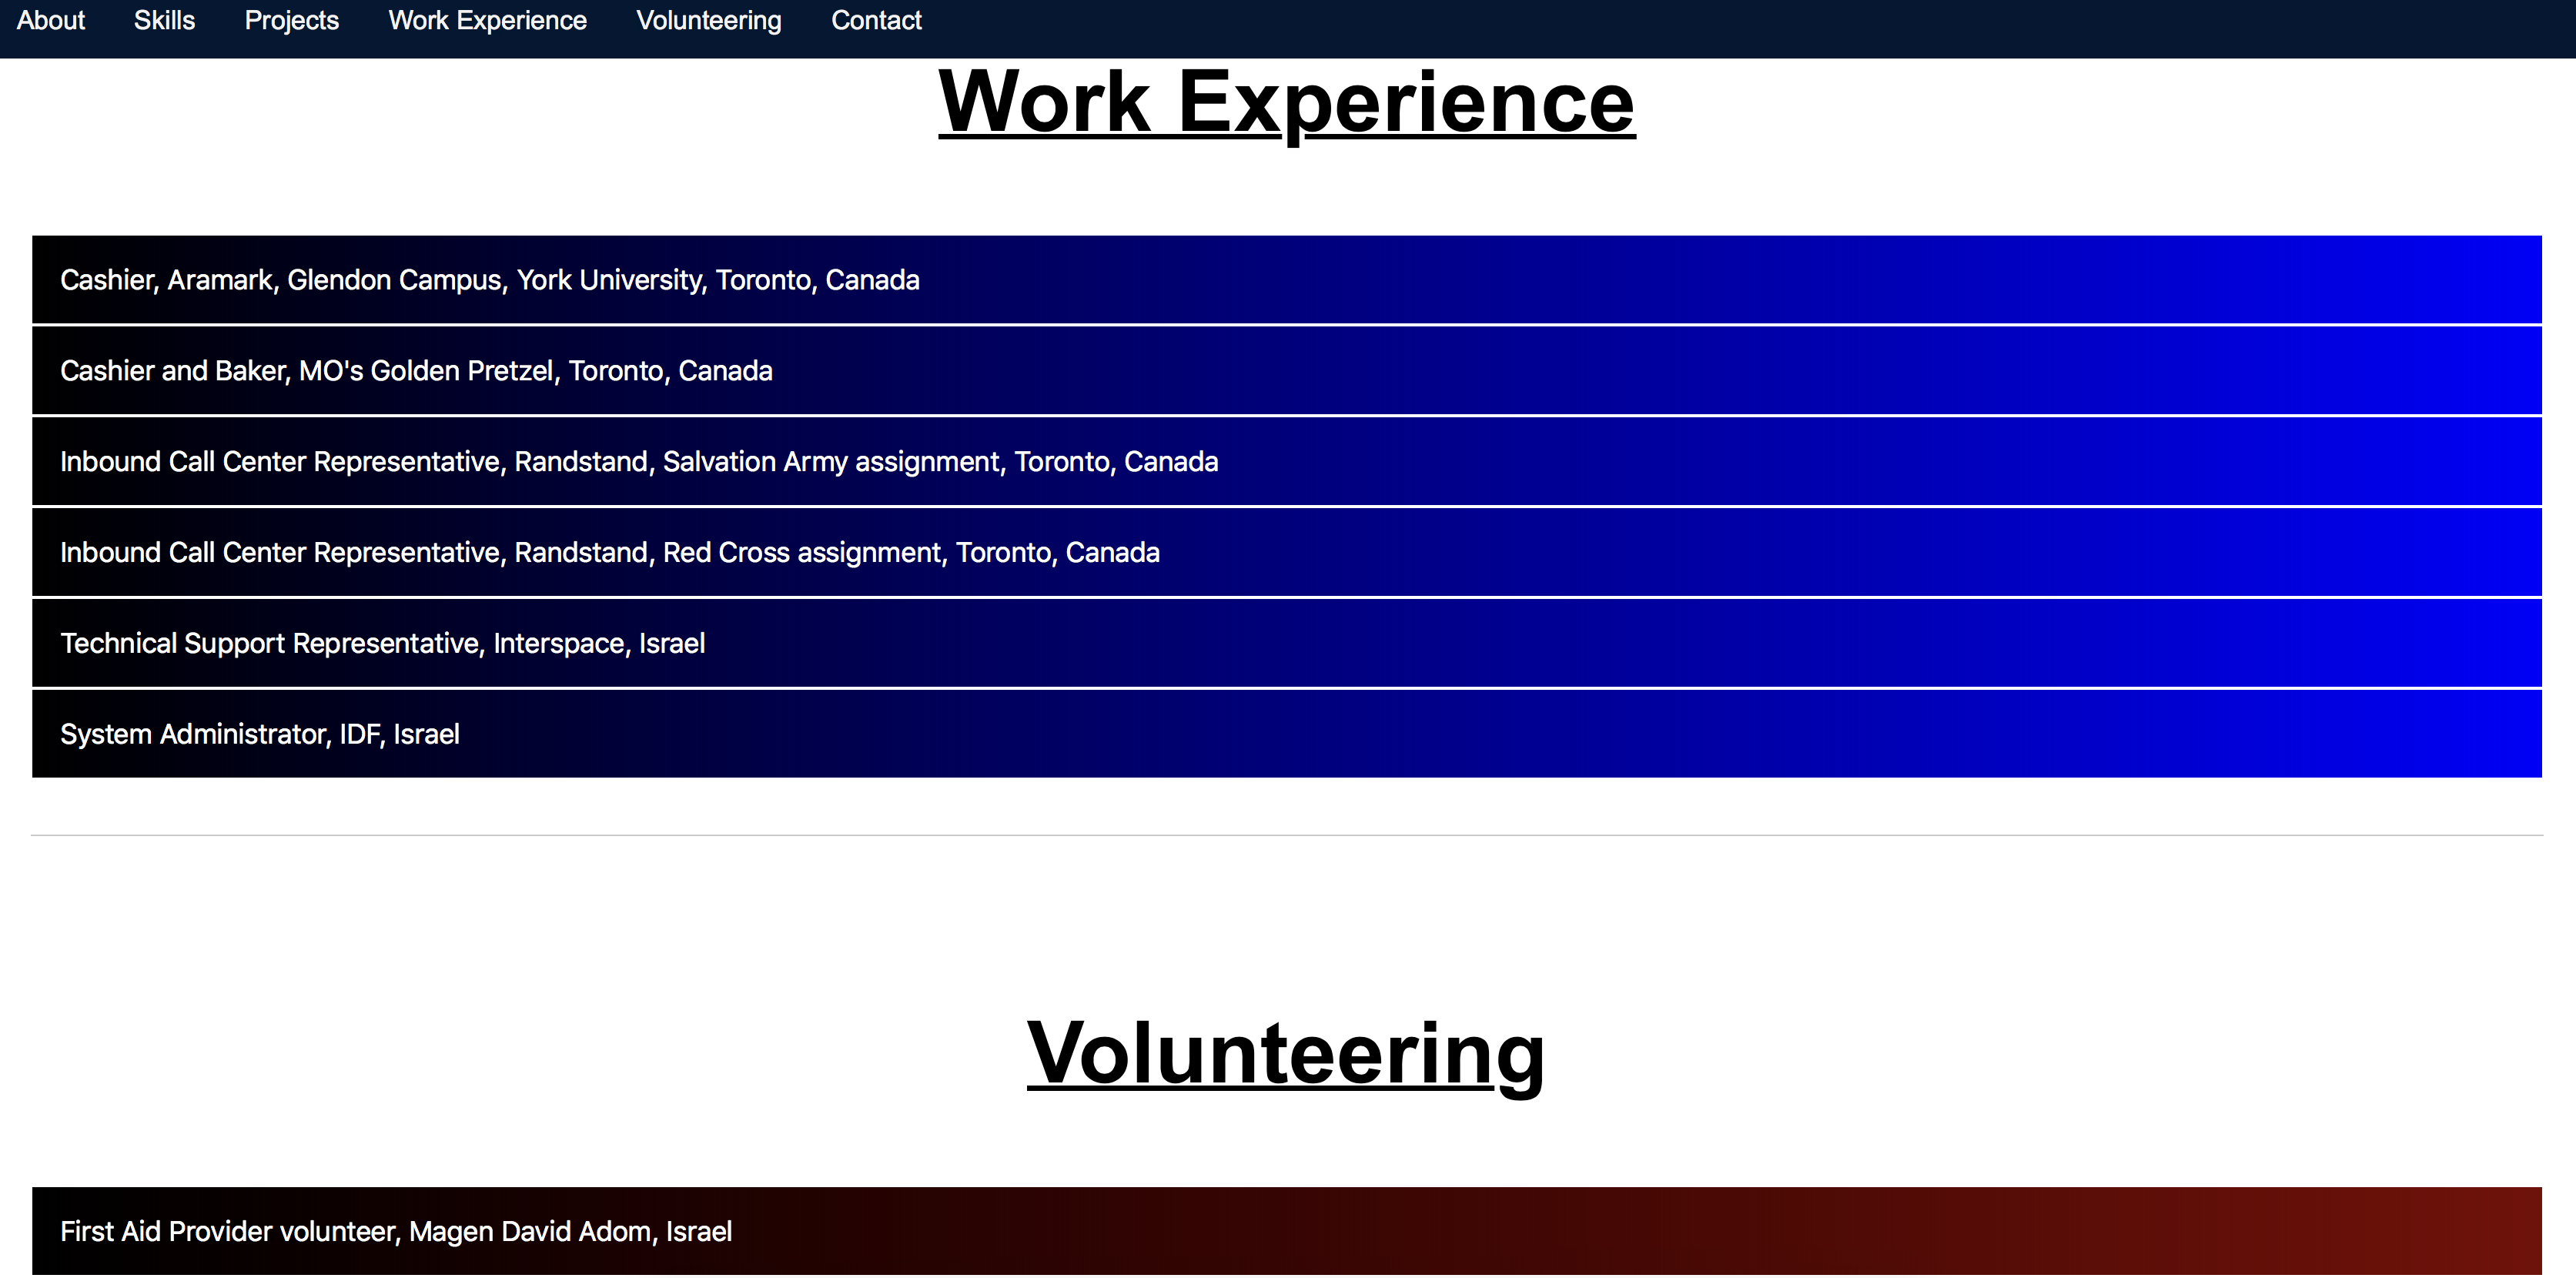 About Skills Projects Work Experience Volunteering Contact
Work Experience
Cashier, Aramark, Glendon Campus, York University, Toronto, Canada
Cashier and Baker, MO's Golden Pretzel, Toronto, Canada
Inbound Call Center Representative, Randstand, Salvation Army assignment, Toronto, Canada
Inbound Call Center Representative, Randstand, Red Cross assignment, Toronto, Canada
Technical Support Representative, Interspace, Israel
System Administrator, IDF, Israel
Volunteering
First Aid Provider volunteer, Magen David Adom, Israel